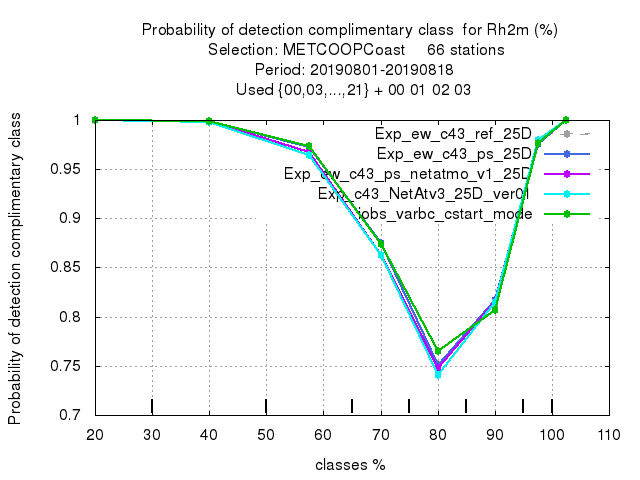 Probability of detection complimentary class for Rh2m (%)
Selection: METCOOPCoast 66 stations
Period: 20190801-20190818
Used {00,03,...,21} + 00 01 02 03
Probability of detection complimentary class
1
0.95
0.9
0.85
0.8
0.75
0.7
Exp_ew_c43_ref_25D
Exp_ew_c43_ps_25D
Exp_ew_c43_ps_netatmo_v1_25D
Exp_c43_NetAtv3_25D_ver01
iobs_varbc_cstart_mode
20 30 40 50 60 70 80 90 100 110
classes %